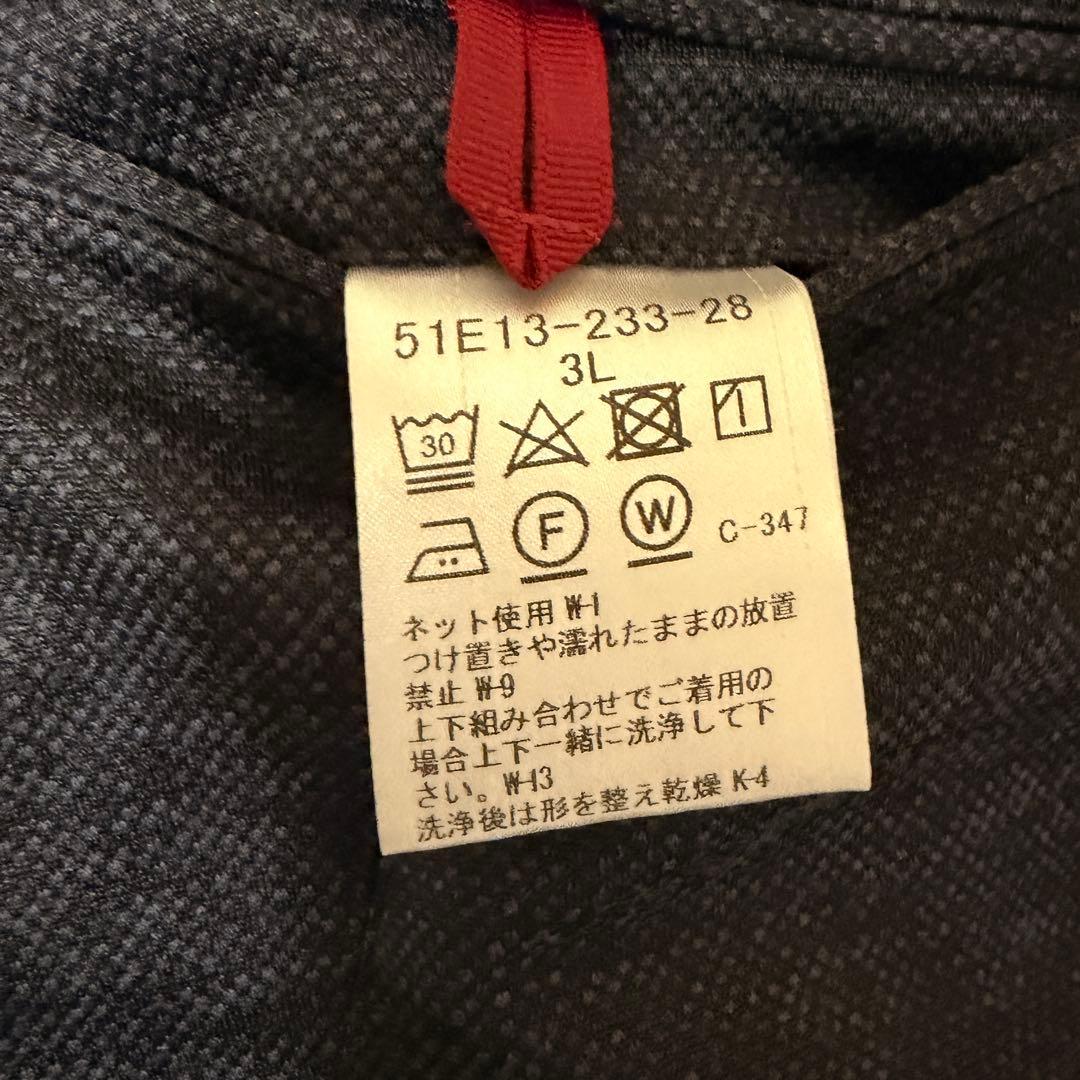 51E13-233-28
3L
30
F W C-347
ネット使用 W-1
つけ置きや濡れたままの放置
禁止 W-9
上下組み合わせでご着用の
場合上下一緒に洗浄して下
さい。W-13
洗浄後は形を整え乾燥 K-4